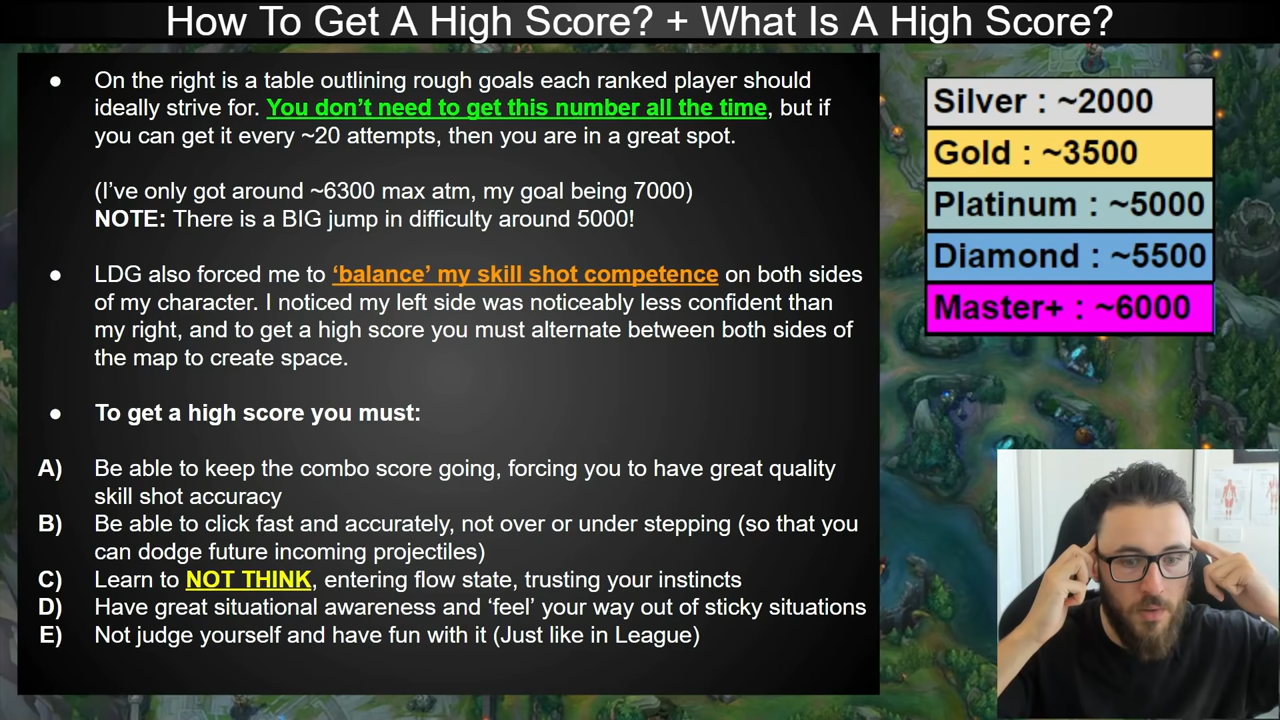 How To Get A High Score? + What Is A High Score?
● On the right is a table outlining rough goals each ranked player should
ideally strive for. You don't need to get this number all the time, but if
you can get it every ~20 attempts, then you are in a great spot.
(I've only got around ~6300 max atm, my goal being 7000)
NOTE: There is a BIG jump in difficulty around 5000!
● LDG also forced me to 'balance' my skill shot competence on both sides
of my character. I noticed my left side was noticeably less confident than
my right, and to get a high score you must alternate between both sides of
the map to create space.
● To get a high score you must:
A) Be able to keep the combo score going, forcing you to have great quality
skill shot accuracy
B) Be able to click fast and accurately, not over or under stepping (so that you
can dodge future incoming projectiles)
C) Learn to NOT THINK, entering flow state, trusting your instincts
D) Have great situational awareness and 'feel' your way out of sticky situations
E) Not judge yourself and have fun with it (Just like in League)
Silver : ~2000
Gold : ~3500
Platinum : ~5000
Diamond : ~5500
Master+ : ~6000